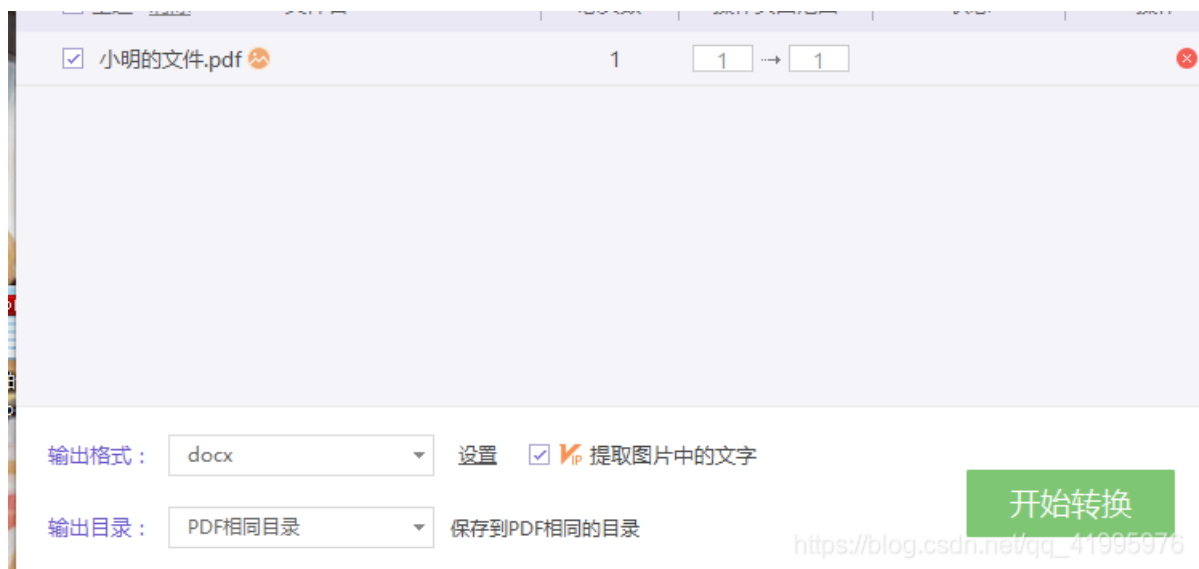 小明的文件.pdf 1 1 → 1
输出格式： docx 设置 VIP 提取图片中的文字
开始转换
输出目录： PDF相同目录 保存到PDF相同的目录
https://blog.csdn.net/qq_41995976